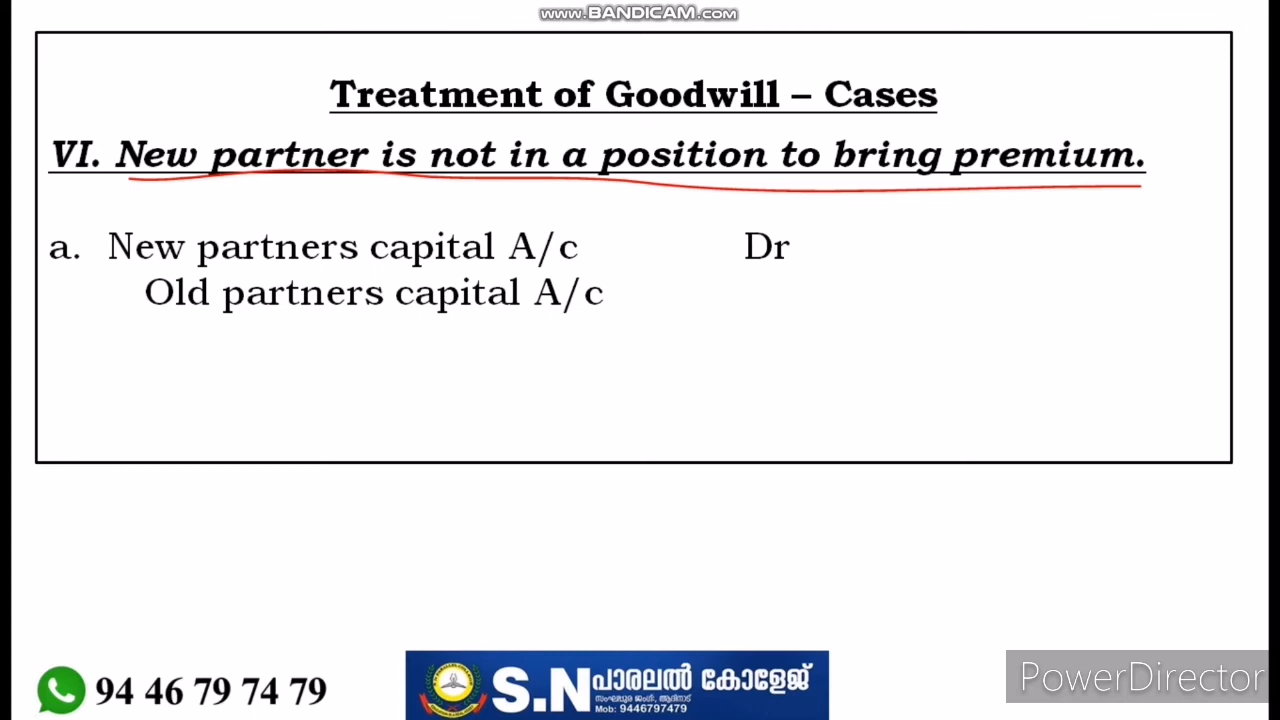 www.BANDICAM.com
Treatment of Goodwill – Cases
VI. New partner is not in a position to bring premium.
a. New partners capital A/c Dr
Old partners capital A/c
94 46 79 74 79
S.N പാരലൽ കോളേജ്
Mob: 9446797479
PowerDirector